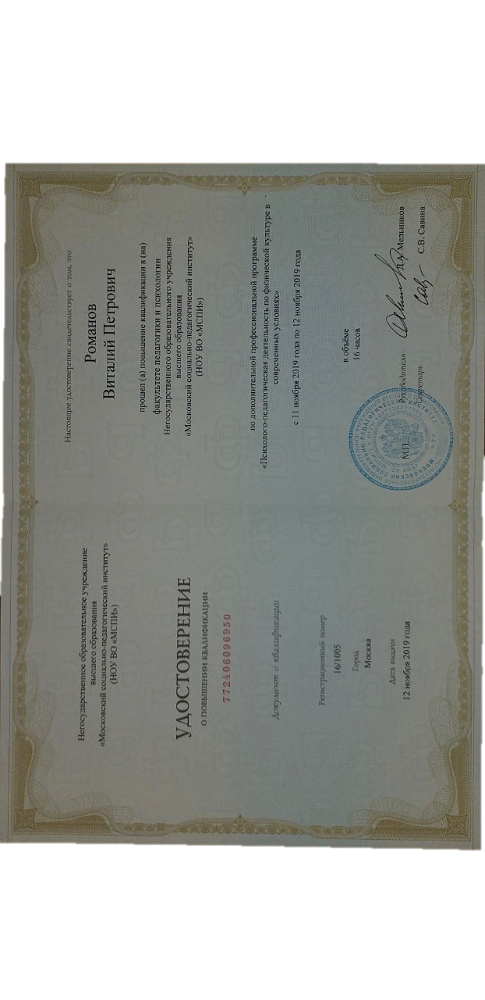 Негосударственное образовательное учреждение
высшего образования
«Московский социально-педагогический институт»
(НОУ ВО «МСПИ»)
УДОСТОВЕРЕНИЕ
О ПОВЫШЕНИИ КВАЛИФИКАЦИИ
772406096950
Документ о квалификации
Регистрационный номер
16/1005
Город
Москва
Дата выдачи
12 ноября 2019 года
Настоящее удостоверение свидетельствует о том, что
Романов
Виталий Петрович
прошел (а) повышение квалификации в (на)
факультете педагогики и психологии
Негосударственного образовательного учреждения
высшего образования
«Московский социально-педагогический институт»
(НОУ ВО «МСПИ»)
по дополнительной профессиональной программе
«Психолого-педагогическая деятельность по физической культуре в
современных условиях»
с 11 ноября 2019 года по 12 ноября 2019 года
в объёме
16 часов
Руководитель Мельников
М.П.
Секретарь С.В. Савина